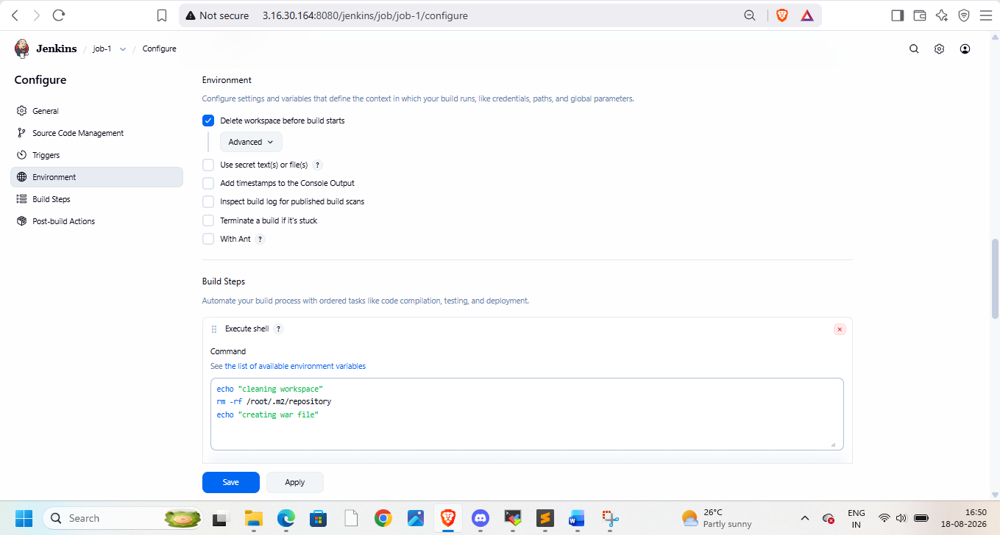 Not secure 3.16.30.164:8080/jenkins/job/job-1/configure
Jenkins / job-1 / Configure
Configure
General
Source Code Management
Triggers
Environment
Build Steps
Post-build Actions
Environment
Configure settings and variables that define the context in which your build runs, like credentials, paths, and global parameters.
Delete workspace before build starts
Advanced
Use secret text(s) or file(s) ?
Add timestamps to the Console Output
Inspect build log for published build scans
Terminate a build if it's stuck
With Ant ?
Build Steps
Automate your build process with ordered tasks like code compilation, testing, and deployment.
Execute shell ?
Command
See the list of available environment variables
echo "cleaning workspace"
rm -rf /root/.m2/repository
echo "creating war file"
Save
Apply
Search
26°C
Partly sunny
ENG
IN
16:50
18-08-2026